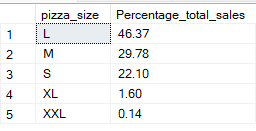 pizza_size Percentage_total_sales
1 L 46.37
2 M 29.78
3 S 22.10
4 XL 1.60
5 XXL 0.14